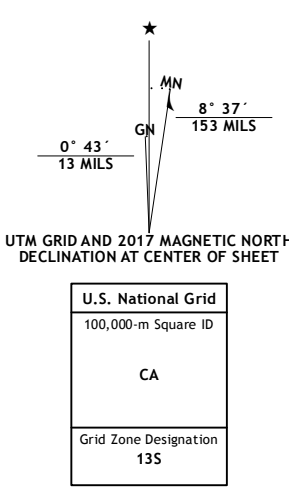 MN
8° 37´
153 MILS
GN
0° 43´
13 MILS
UTM GRID AND 2017 MAGNETIC NORTH
DECLINATION AT CENTER OF SHEET
U.S. National Grid
100,000-m Square ID
CA
Grid Zone Designation
13S